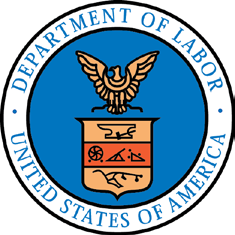 DEPARTMENT OF LABOR
UNITED STATES OF AMERICA